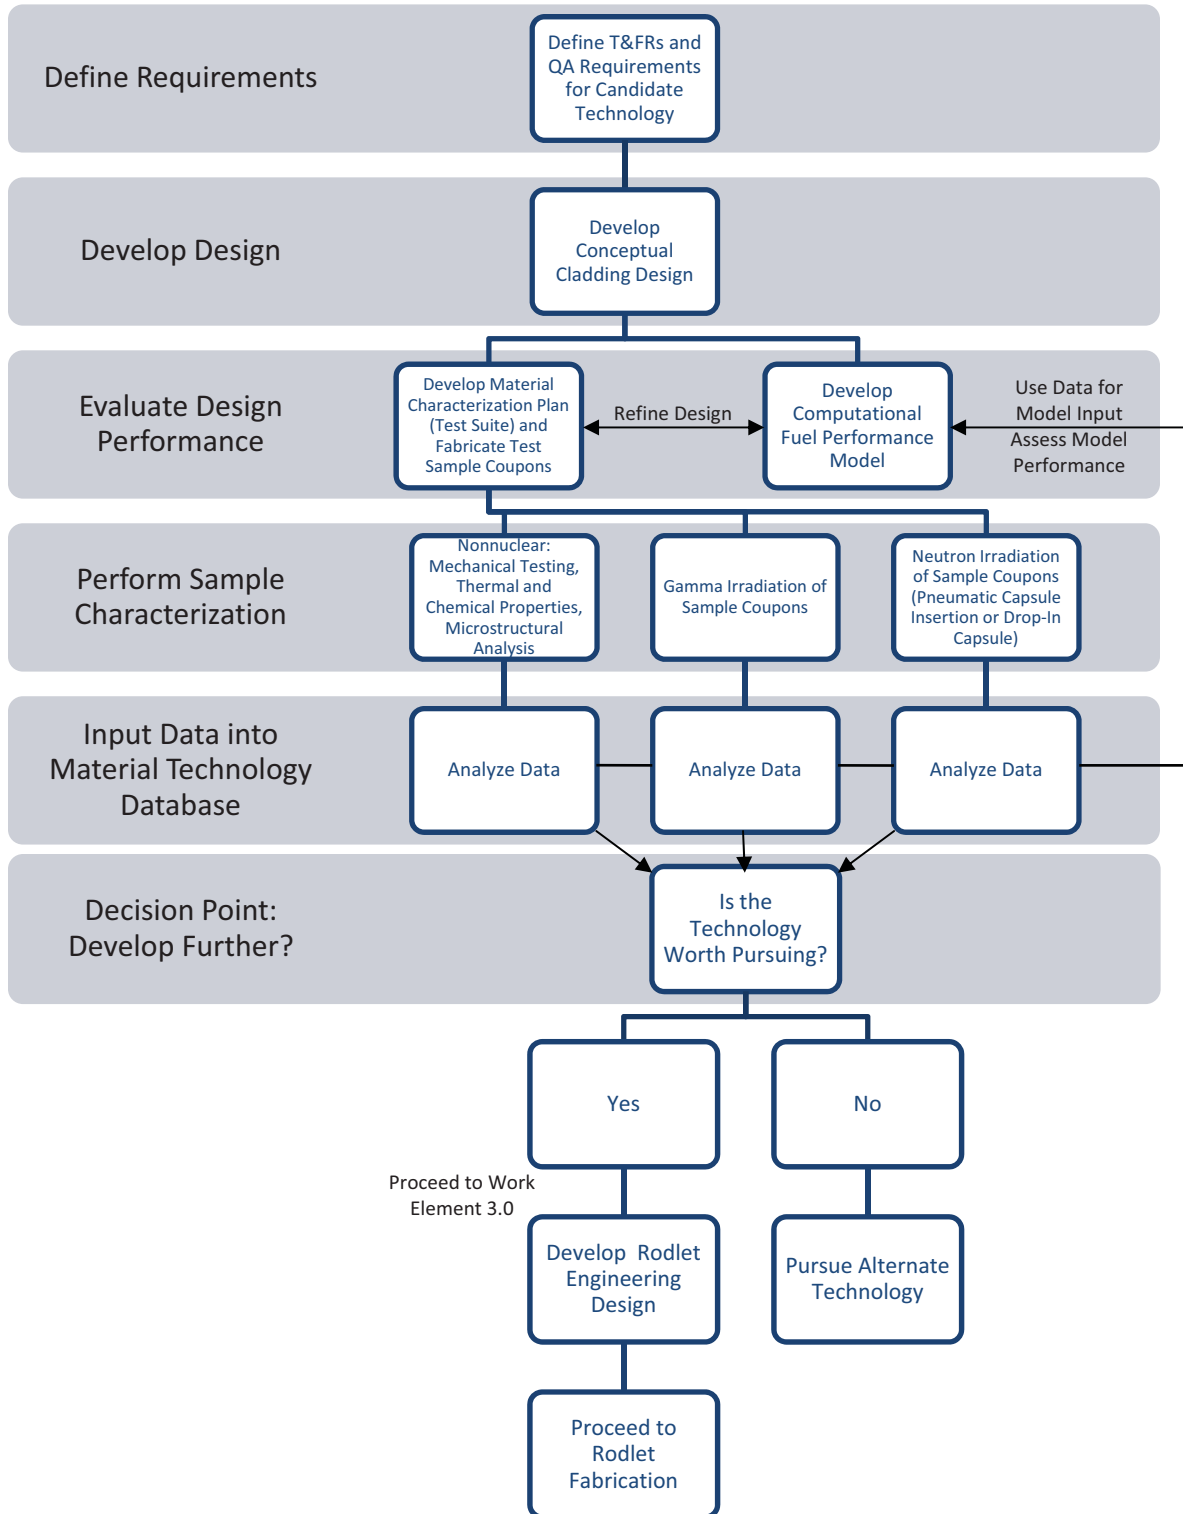 Define Requirements
Define T&FRs and
QA Requirements
for Candidate
Technology
Develop Design
Develop
Conceptual
Cladding Design
Evaluate Design
Performance
Develop Material
Characterization Plan
(Test Suite) and
Fabricate Test
Sample Coupons
Refine Design
Develop
Computational
Fuel Performance
Model
Use Data for
Model Input
Assess Model
Performance
Perform Sample
Characterization
Nonnuclear:
Mechanical Testing,
Thermal and
Chemical Properties,
Microstructural
Analysis
Gamma Irradiation of
Sample Coupons
Neutron Irradiation
of Sample Coupons
(Pneumatic Capsule
Insertion or Drop-In
Capsule)
Input Data into
Material Technology
Database
Analyze Data
Analyze Data
Analyze Data
Decision Point:
Develop Further?
Is the
Technology
Worth Pursuing?
Yes
No
Proceed to Work
Element 3.0
Develop Rodlet
Engineering
Design
Pursue Alternate
Technology
Proceed to
Rodlet
Fabrication